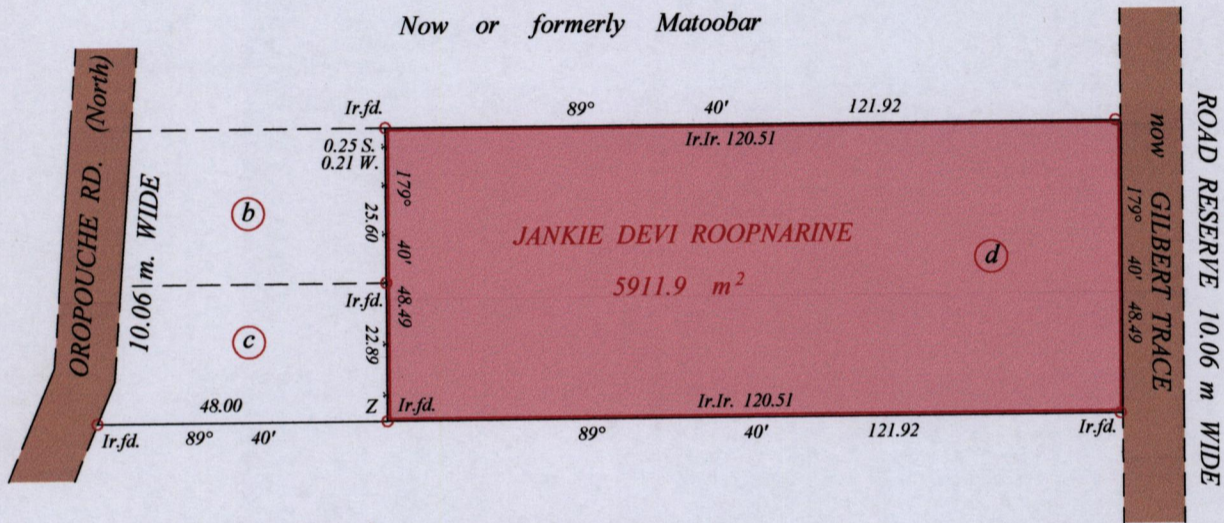 Now or formerly Matoobar
Ir.fd.
89° 40' 121.92
Ir.Ir. 120.51
0.25 S.
0.21 W.
OROPOUCHE RD. (North)
10.06 m. WIDE
b
179° 40' 48.49
25.60
JANKIE DEVI ROOPNARINE
5911.9 m²
d
now GILBERT TRACE
179° 40' 48.49
ROAD RESERVE 10.06 m WIDE
Ir.fd.
c
22.89
48.00
Z
Ir.fd.
Ir.Ir. 120.51
Ir.fd.
89° 40'
89° 40' 121.92
Ir.fd.